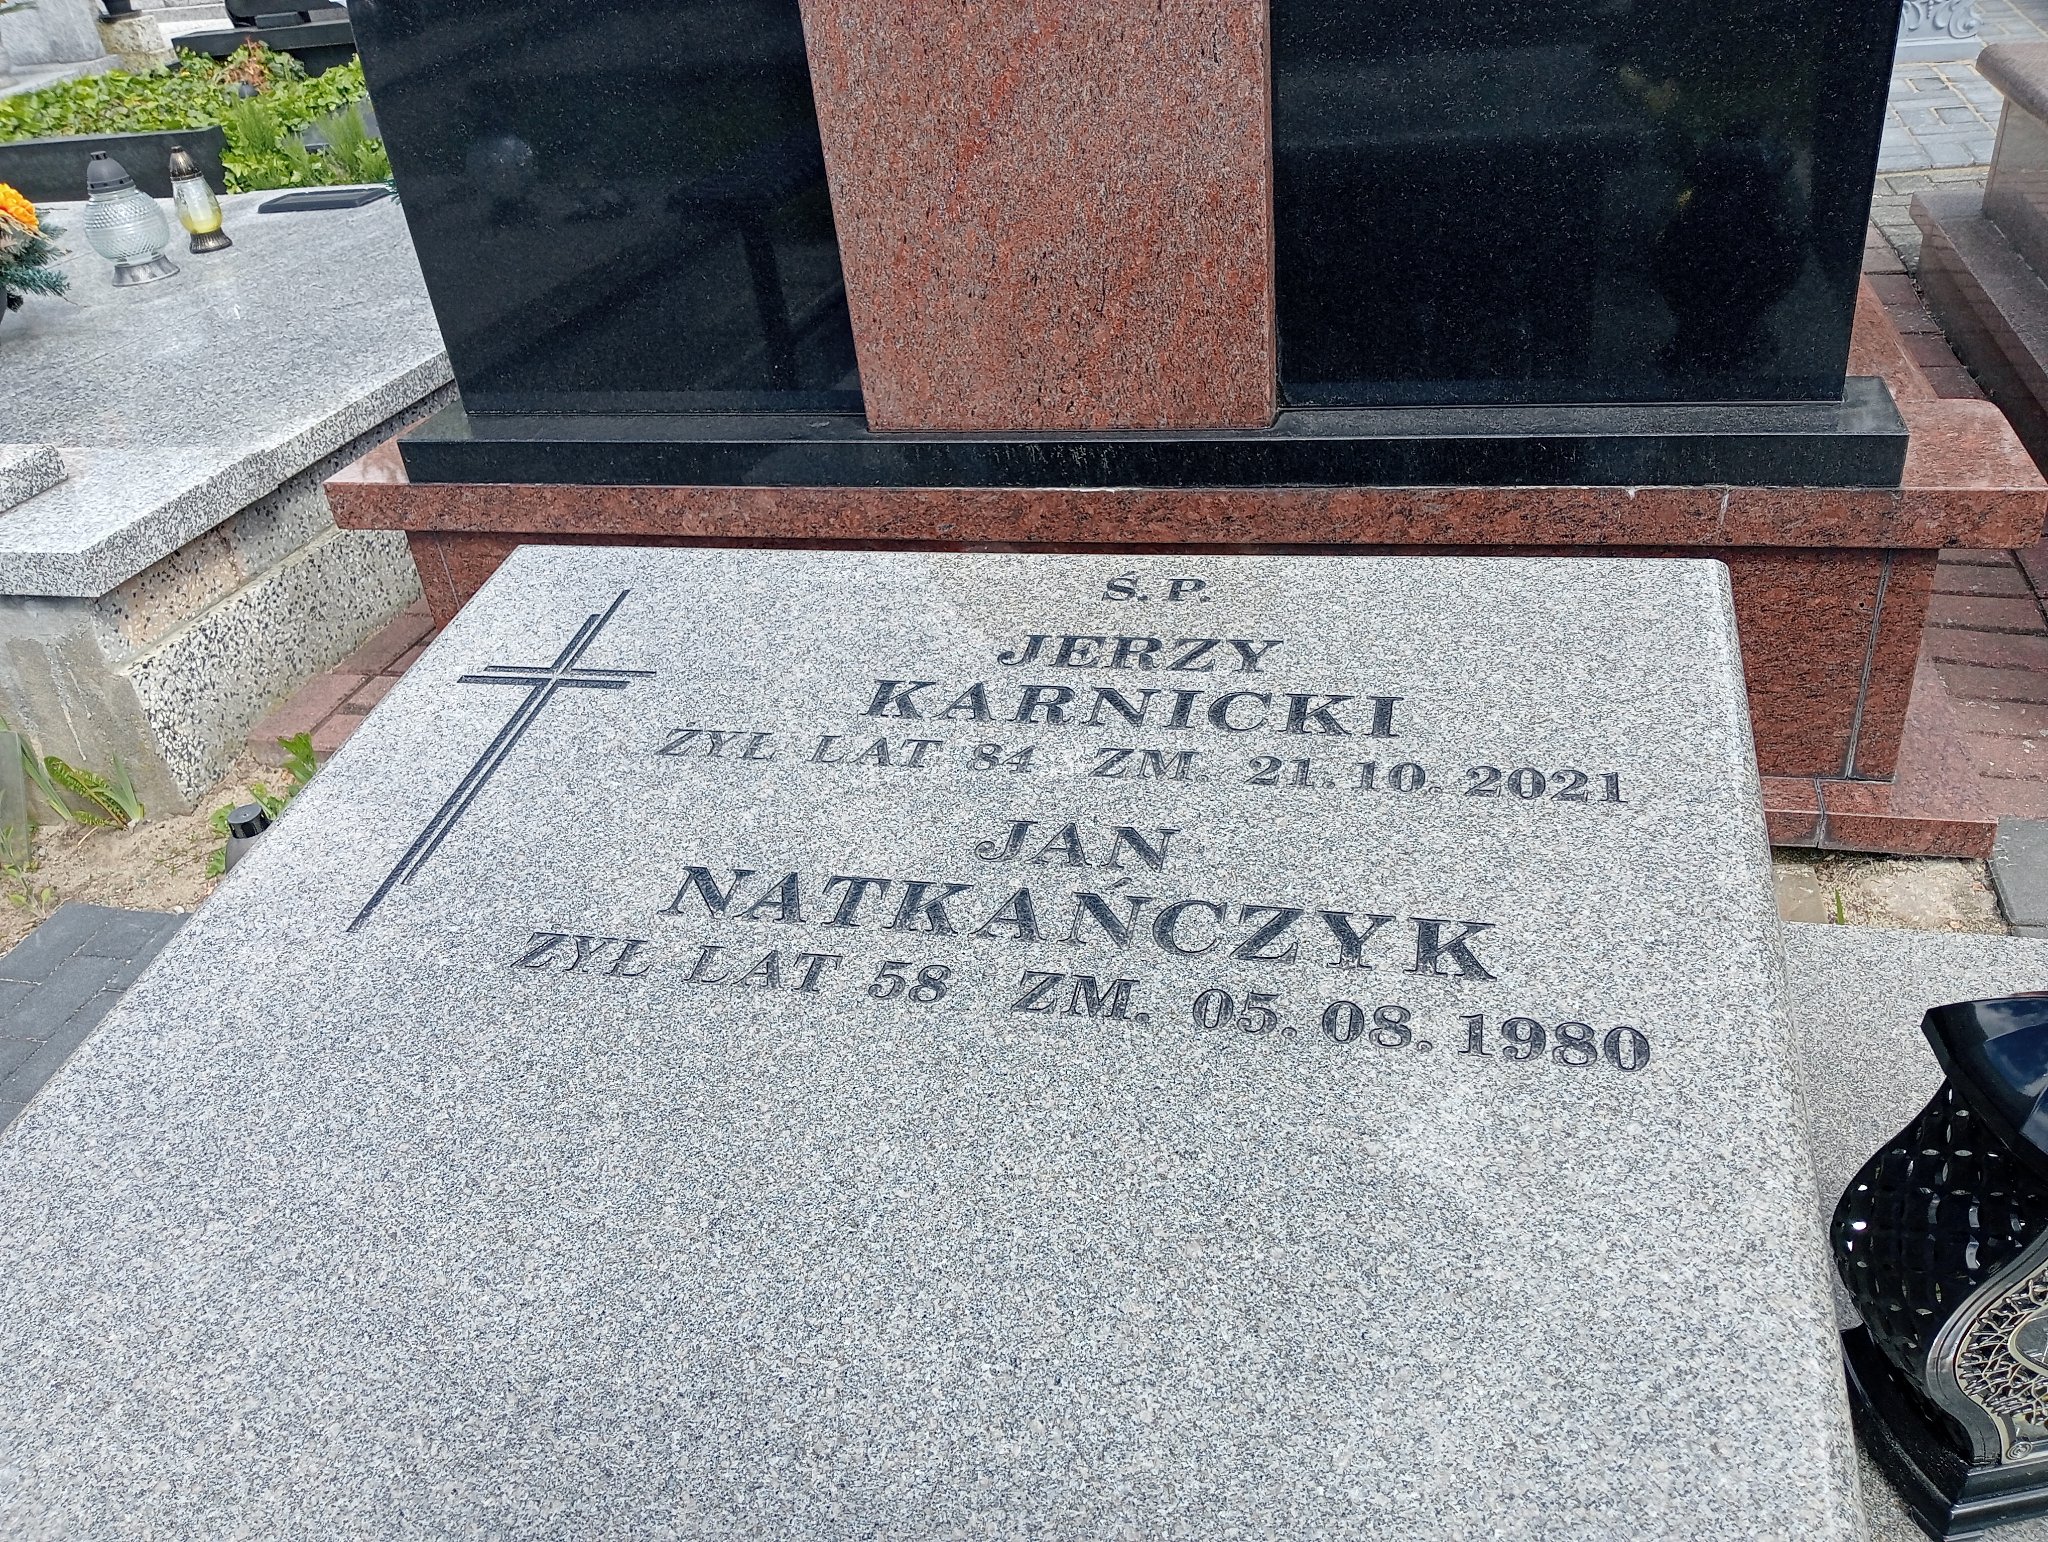 Ś. P.
JERZY
KARNICKI
ŻYŁ LAT 84 ZM. 21. 10. 2021
JAN
NATKAŃCZYK
ŻYŁ LAT 58 ZM. 05. 08. 1980